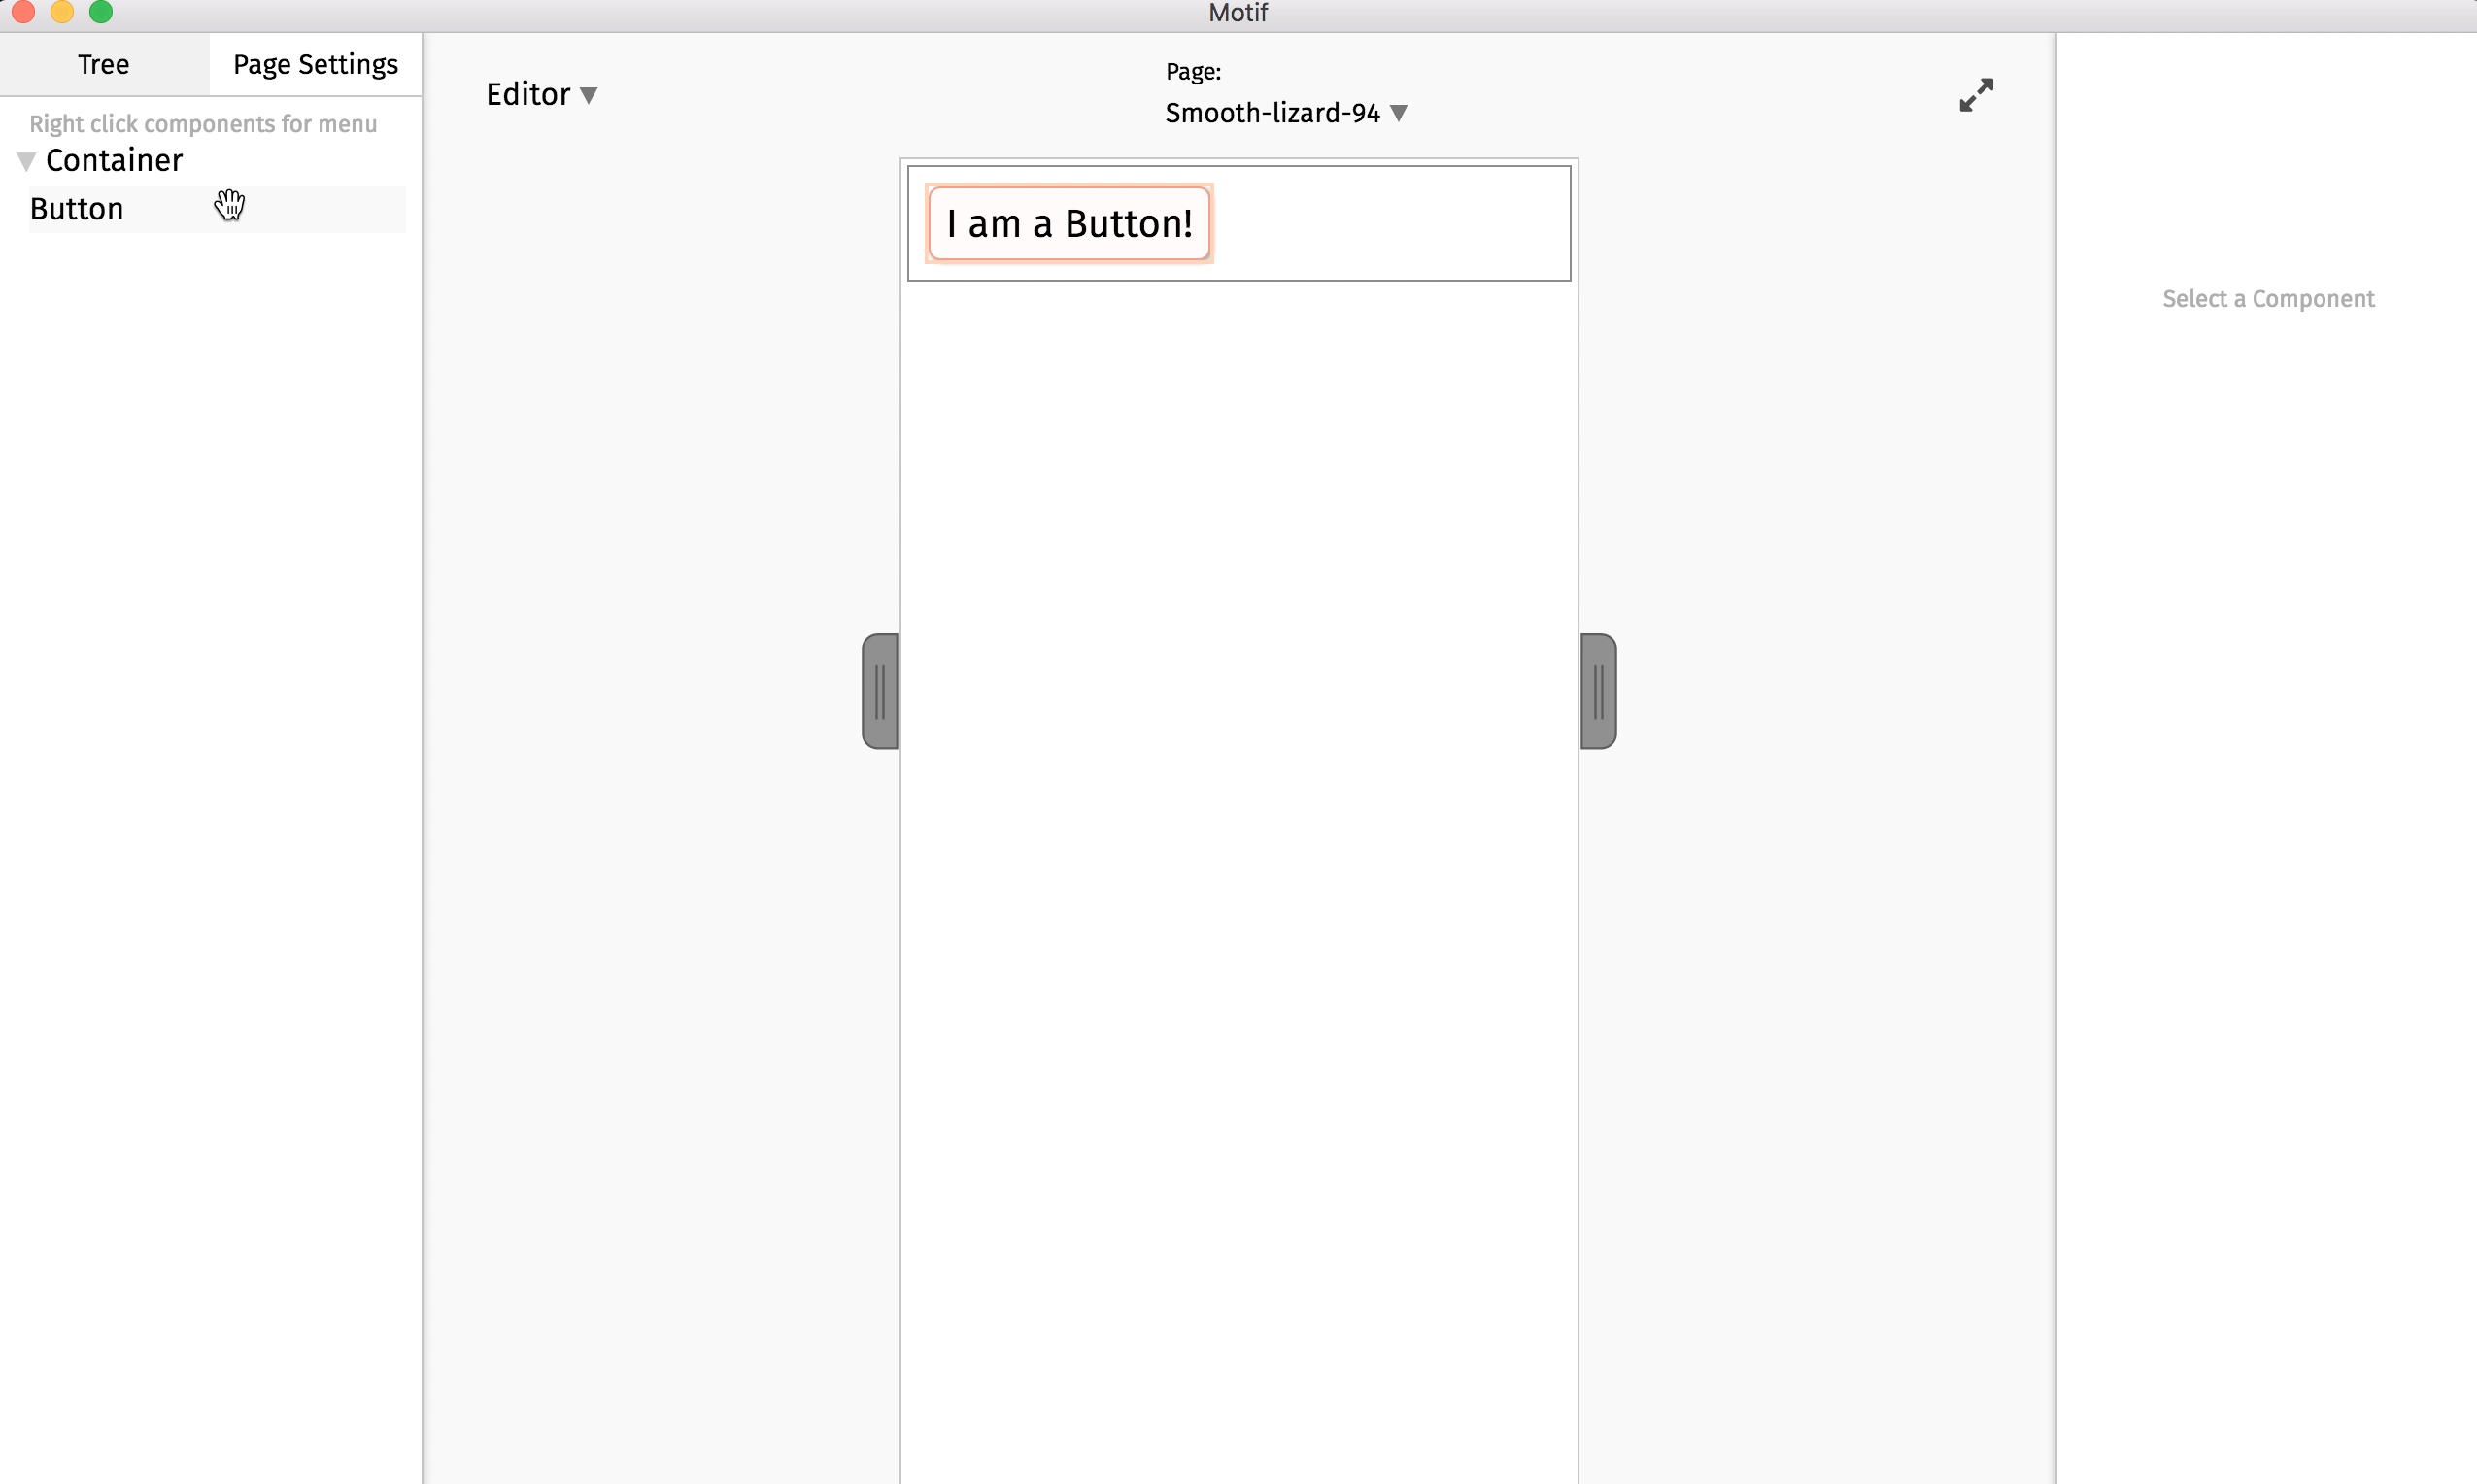 Motif
Tree
Page Settings
Right click components for menu
Container
Button
Editor
Page:
Smooth-lizard-94
I am a Button!
Select a Component